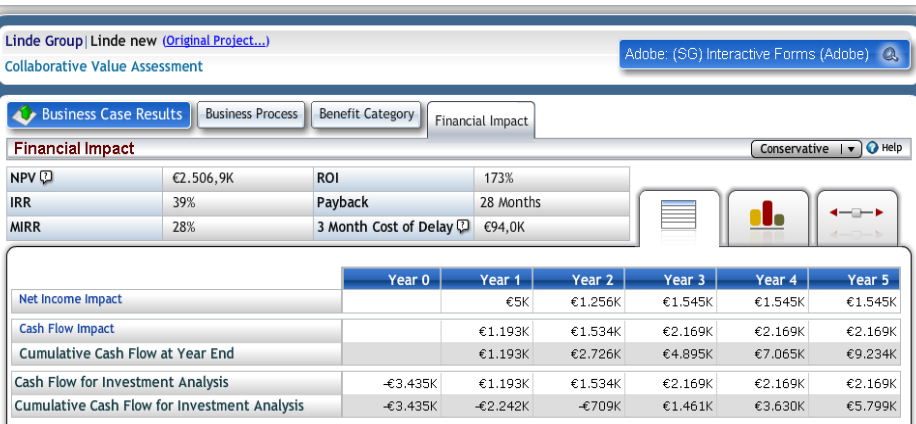 Linde Group|Linde new (Original Project...)
Adobe: (SG) Interactive Forms (Adobe)
Collaborative Value Assessment
Business Case Results Business Process Benefit Category Financial Impact
Financial Impact Conservative Help
NPV ? €2.506,9K ROI 173%
IRR 39% Payback 28 Months
MIRR 28% 3 Month Cost of Delay ? €94,0K
Year 0 Year 1 Year 2 Year 3 Year 4 Year 5
Net Income Impact €5K €1.256K €1.545K €1.545K €1.545K
Cash Flow Impact €1.193K €1.534K €2.169K €2.169K €2.169K
Cumulative Cash Flow at Year End €1.193K €2.726K €4.895K €7.065K €9.234K
Cash Flow for Investment Analysis -€3.435K €1.193K €1.534K €2.169K €2.169K €2.169K
Cumulative Cash Flow for Investment Analysis -€3.435K -€2.242K -€709K €1.461K €3.630K €5.799K